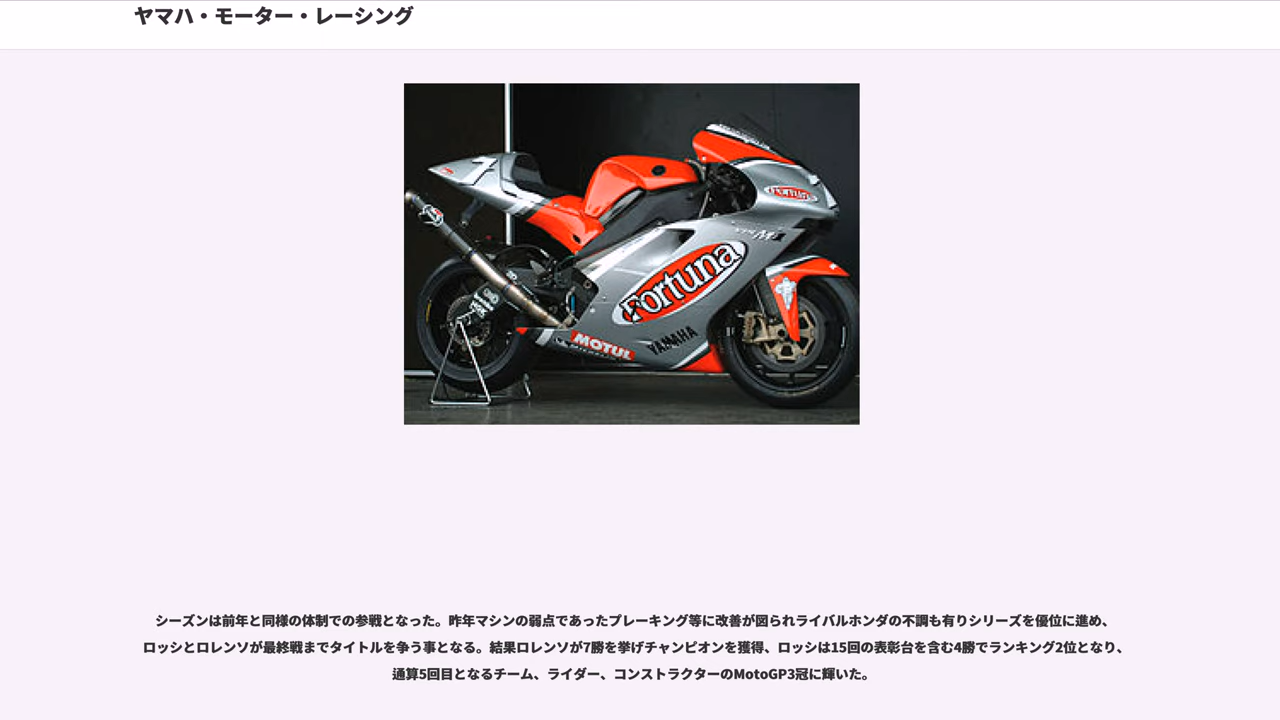 ヤマハ・モーター・レーシング
7
Fortuna
MOTUL
YAMAHA
シーズンは前年と同様の体制での参戦となった。昨年マシンの弱点であったブレーキング等に改善が図られライバルホンダの不調も有りシリーズを優位に進め、
ロッシとロレンソが最終戦までタイトルを争う事となる。結果ロレンソが7勝を挙げチャンピオンを獲得、ロッシは15回の表彰台を含む4勝でランキング2位となり、
通算5回目となるチーム、ライダー、コンストラクターのMotoGP3冠に輝いた。